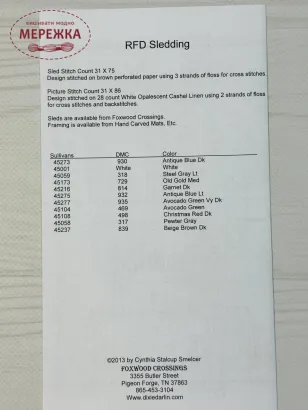 вишивати модно
МЕРЕЖКА
RFD Sledding
Sled Stitch Count 31 X 75
Design stitched on brown perforated paper using 3 strands of floss for cross stitches.
Picture Stitch Count 31 X 86
Design stitched on 28 count White Opalescent Cashel Linen using 2 strands of floss
for cross stitches and backstitches.
Sleds are available from Foxwood Crossings.
Framing is available from Hand Carved Mats, Etc.
Sullivans DMC Color
45273 930 Antique Blue Dk
45001 White White
45059 318 Steel Gray Lt
45173 729 Old Gold Med
45216 814 Garnet Dk
45275 932 Antique Blue Lt
45277 935 Avocado Green Vy Dk
45104 469 Avocado Green
45108 498 Christmas Red Dk
45058 317 Pewter Gray
45237 839 Beige Brown Dk
©2013 by Cynthia Stalcup Smelcer
FOXWOOD CROSSINGS
3355 Butler Street
Pigeon Forge, TN 37863
865-453-3104
Www.dixiedarlin.com